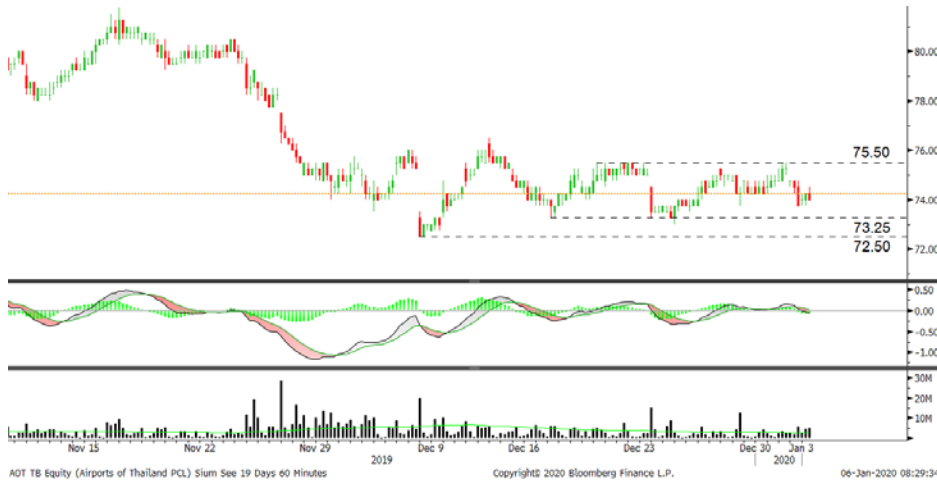 80.00
78.00
76.00
75.50
74.00
73.25
72.50
72.00
0.50
0.00
-0.50
-1.00
30M
20M
10M
Nov 15 Nov 22 Nov 29 Dec 9 Dec 16 Dec 23 Dec 30 Jan 3
2019 2020
AOT TB Equity (Airports of Thailand PCL) Sium See 19 Days 60 Minutes Copyright© 2020 Bloomberg Finance L.P. 06-Jan-2020 08:29:34